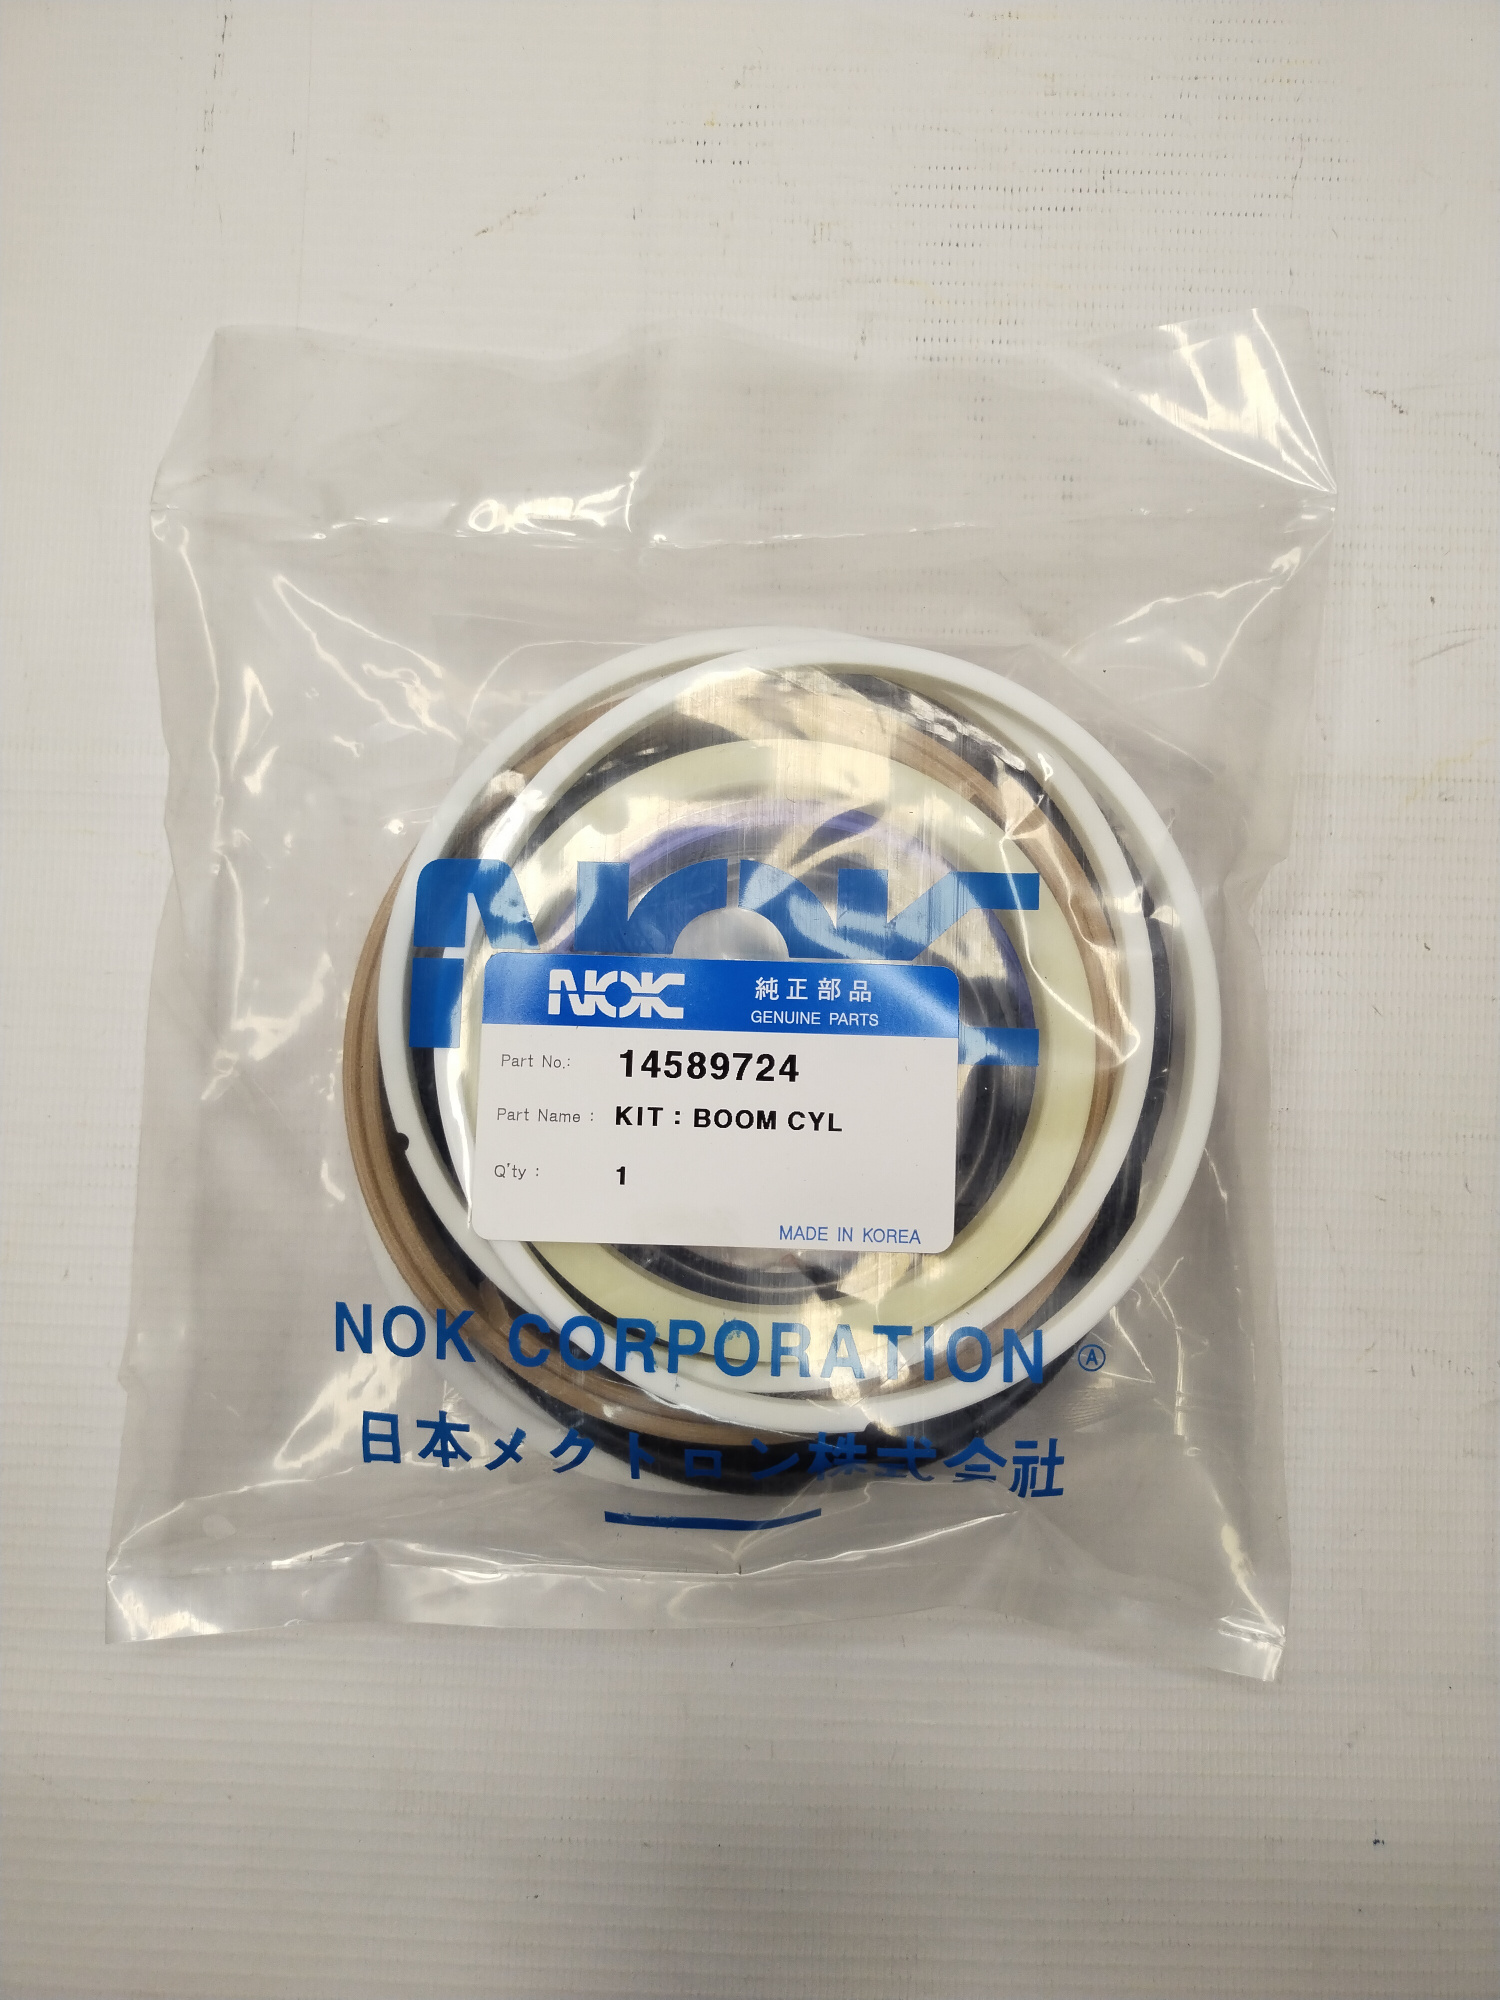 NOK
NOK 純正部品
GENUINE PARTS
Part No.: 14589724
Part Name : KIT : BOOM CYL
Q'ty : 1
MADE IN KOREA
NOK CORPORATION Ⓐ
日本メクトロン株式会社